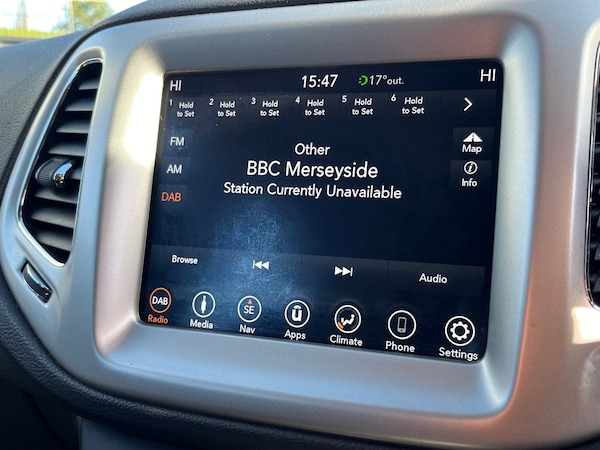 HI 15:47 17°out. HI
1 Hold to Set 2 Hold to Set 3 Hold to Set 4 Hold to Set 5 Hold to Set 6 Hold to Set
FM
AM
DAB
Other
BBC Merseyside
Station Currently Unavailable
Map
i
Info
Browse Audio
DAB SE
Radio Media Nav Apps Climate Phone Settings